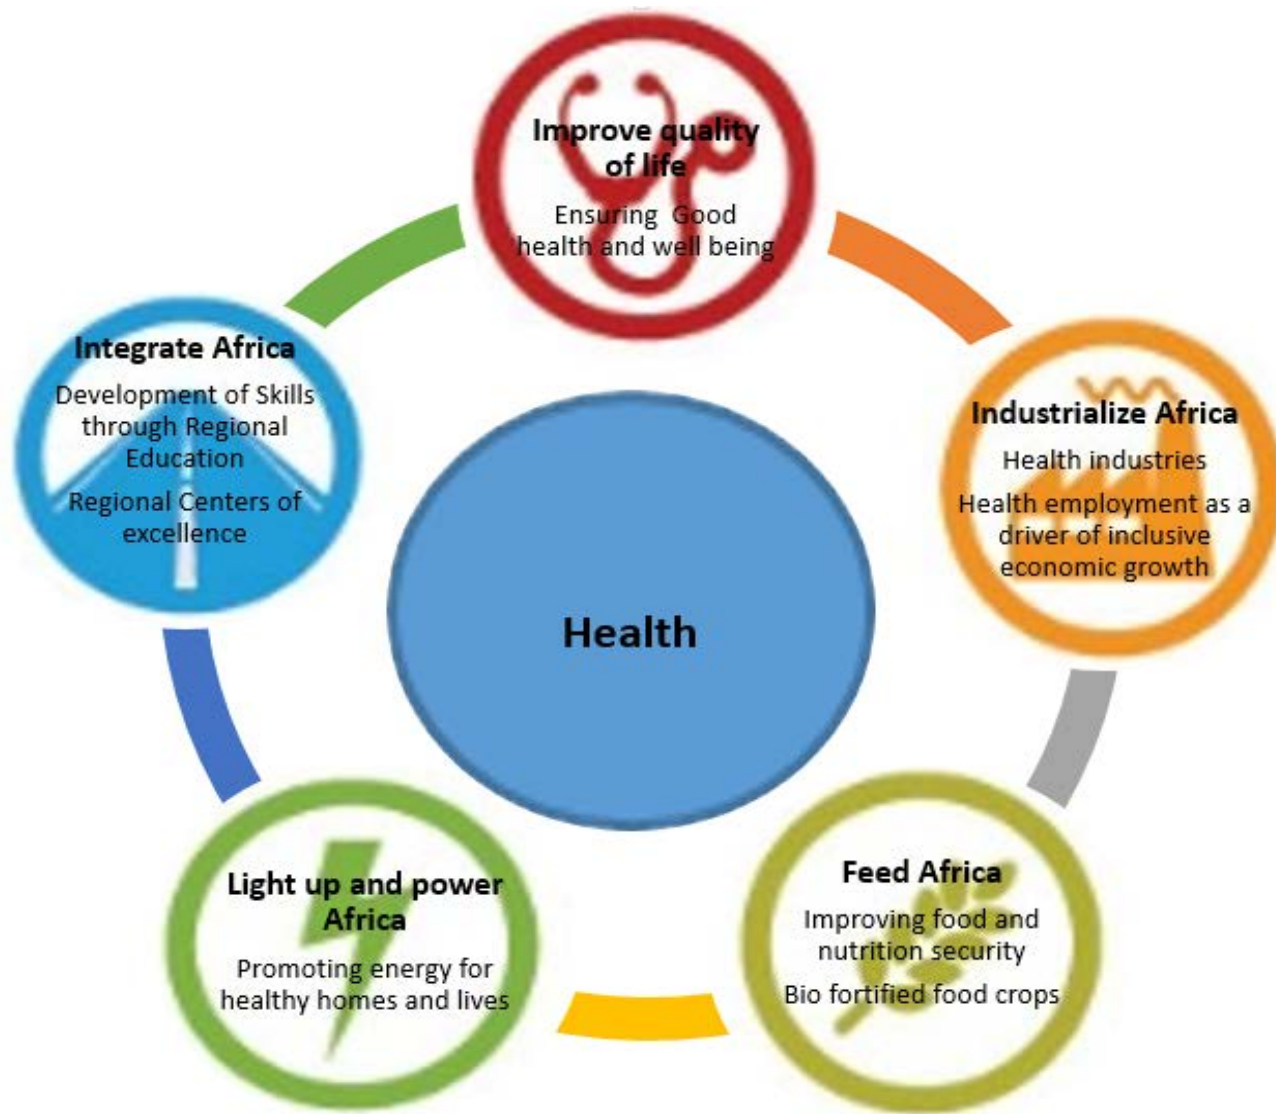 Improve quality
of life
Ensuring Good
health and well being
Integrate Africa
Development of Skills
through Regional
Education
Regional Centers of
excellence
Industrialize Africa
Health industries
Health employment as a
driver of inclusive
economic growth
Health
Light up and power
Africa
Promoting energy for
healthy homes and lives
Feed Africa
Improving food and
nutrition security
Bio fortified food crops